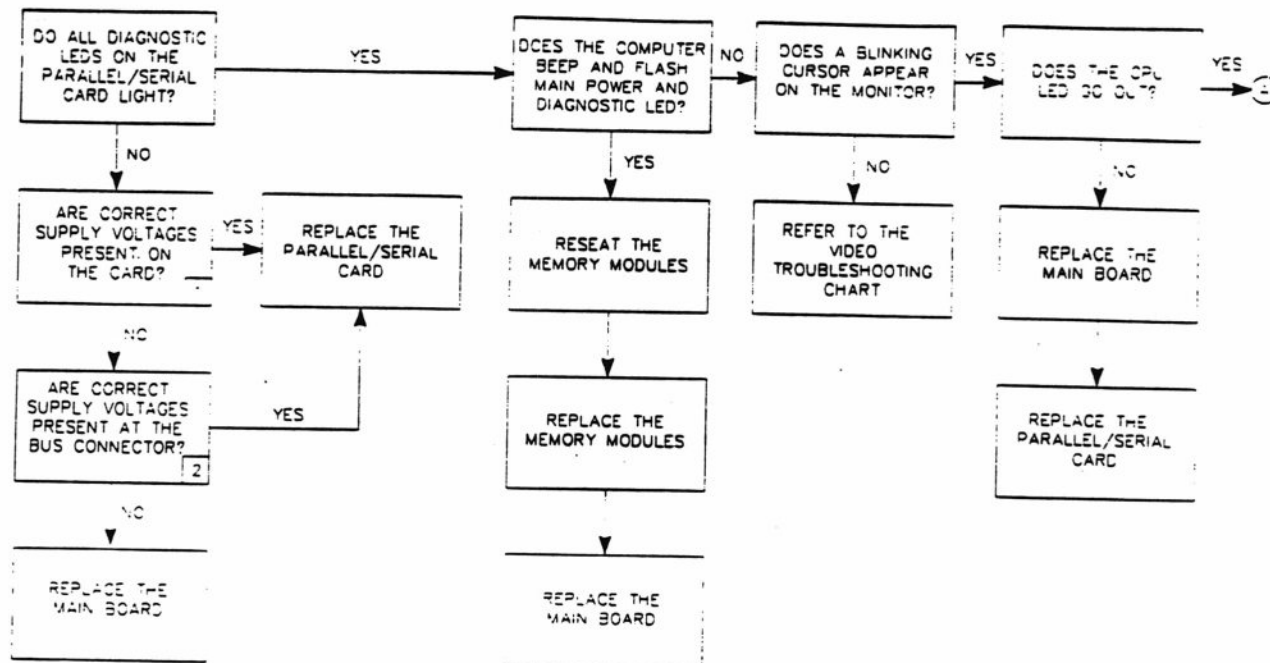 DO ALL DIAGNOSTIC
LEDS ON THE
PARALLEL/SERIAL
CARD LIGHT?
YES
DOES THE COMPUTER
BEEP AND FLASH
MAIN POWER AND
DIAGNOSTIC LED?
NO
DOES A BLINKING
CURSOR APPEAR
ON THE MONITOR?
YES
DOES THE CPU
LED GO OUT?
YES
NO
YES
NO
NO
ARE CORRECT
SUPPLY VOLTAGES
PRESENT ON
THE CARD?
YES
REPLACE THE
PARALLEL/SERIAL
CARD
RESEAT THE
MEMORY MODULES
REFER TO THE
VIDEO
TROUBLESHOOTING
CHART
REPLACE THE
MAIN BOARD
NO
ARE CORRECT
SUPPLY VOLTAGES
PRESENT AT THE
BUS CONNECTOR?
2
YES
REPLACE THE
MEMORY MODULES
REPLACE THE
PARALLEL/SERIAL
CARD
NO
REPLACE THE
MAIN BOARD
REPLACE THE
MAIN BOARD